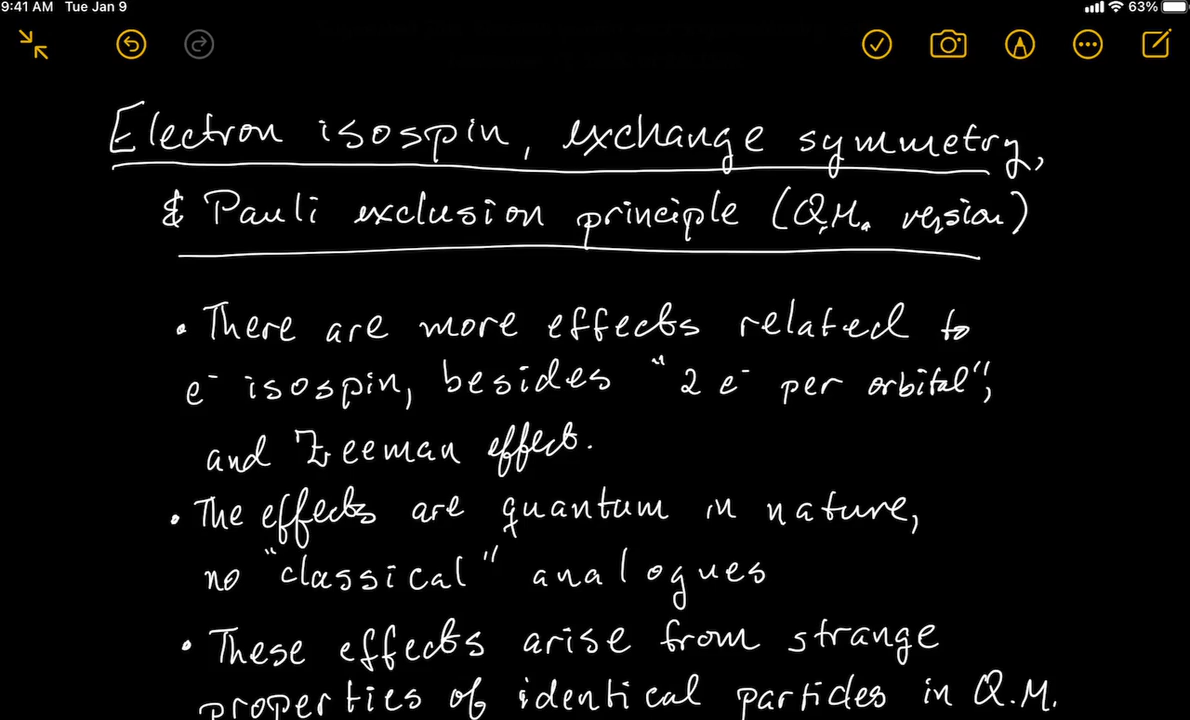 9:41 AM Tue Jan 9 63%
Electron isospin, exchange symmetry,
& Pauli exclusion principle (Q.M. version)
• There are more effects related to
e⁻ isospin, besides "2 e⁻ per orbital",
and Zeeman effect.
• The effects are quantum in nature,
no "classical" analogues
• These effects arise from strange
properties of identical particles in Q.M.